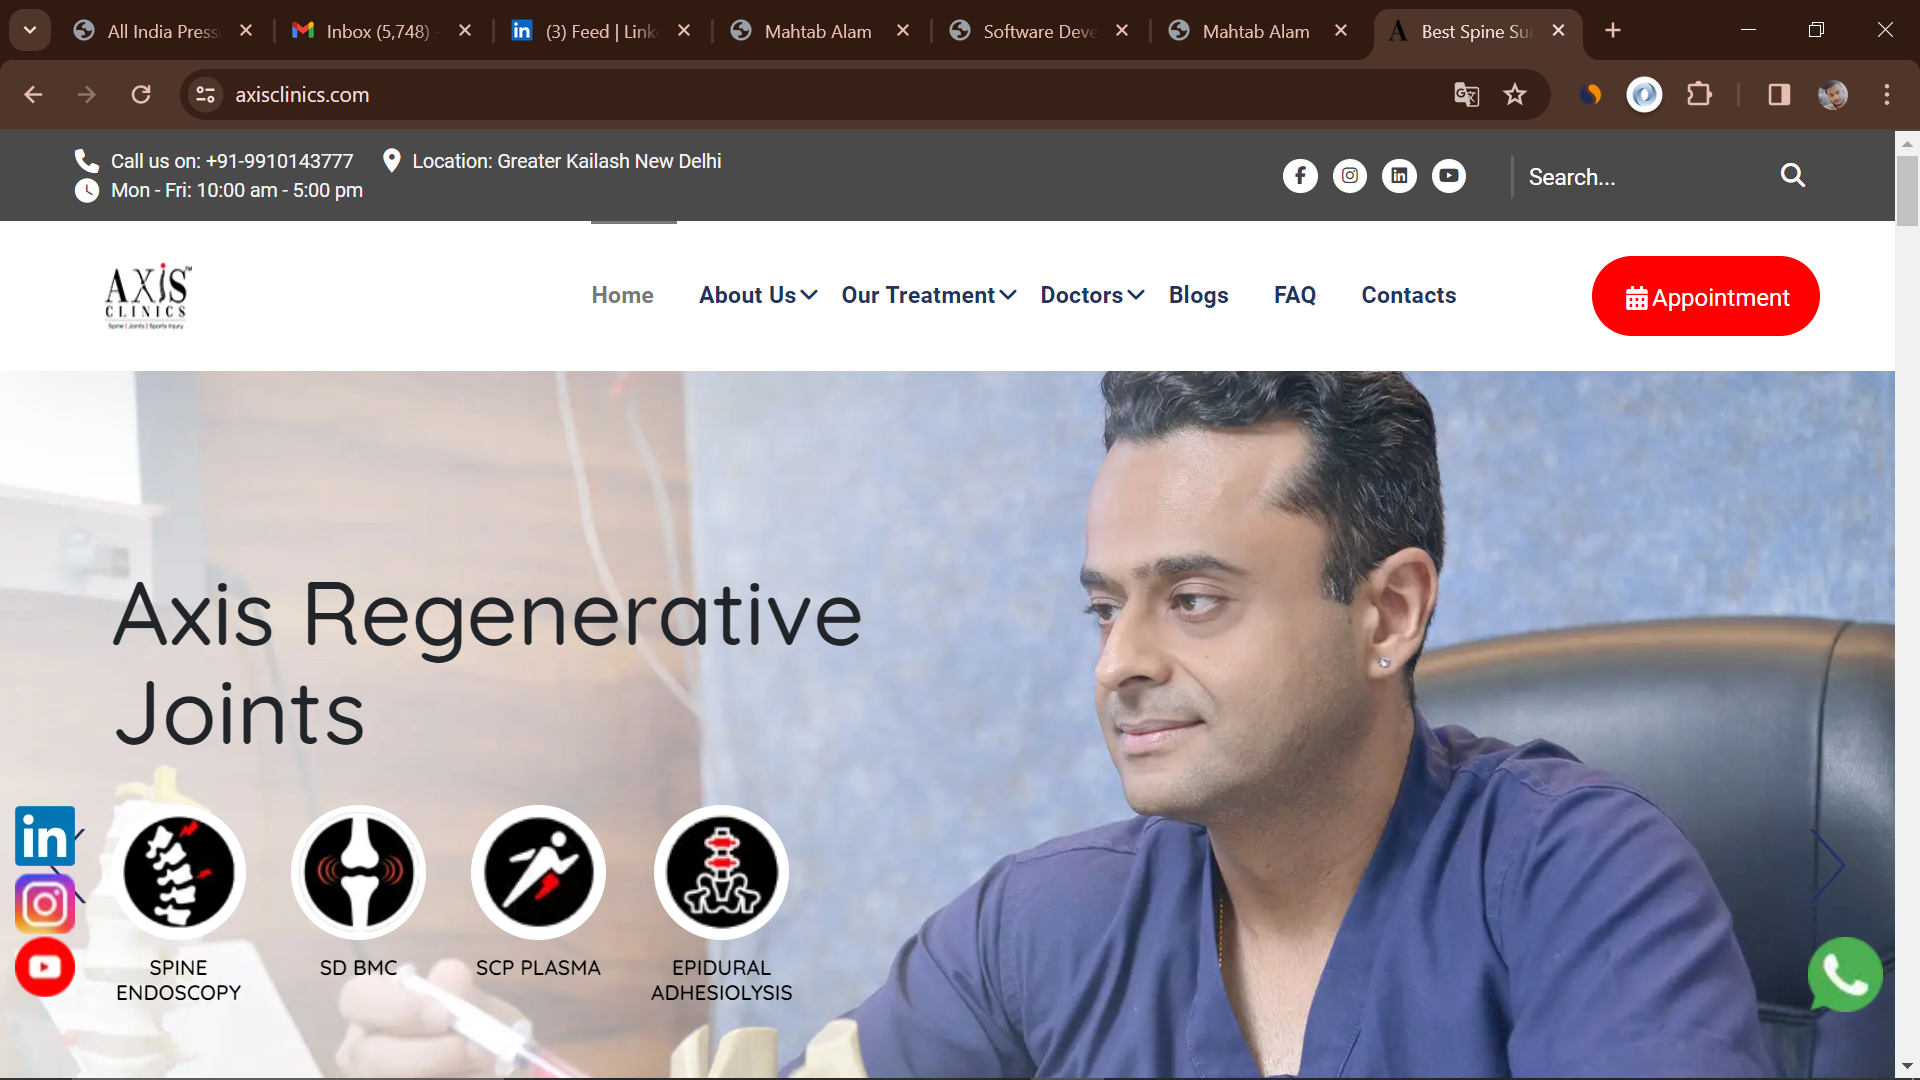 All India Press
Inbox (5,748)
(3) Feed | Link
Mahtab Alam
Software Deve
Mahtab Alam
Best Spine Sur
axisclinics.com
Call us on: +91-9910143777
Location: Greater Kailash New Delhi
Mon - Fri: 10:00 am - 5:00 pm
Search...
AXIS™
CLINICS
Spine | Joints | Sports Injury
Home
About Us
Our Treatment
Doctors
Blogs
FAQ
Contacts
Appointment
Axis Regenerative
Joints
SPINE
ENDOSCOPY
SD BMC
SCP PLASMA
EPIDURAL
ADHESIOLYSIS